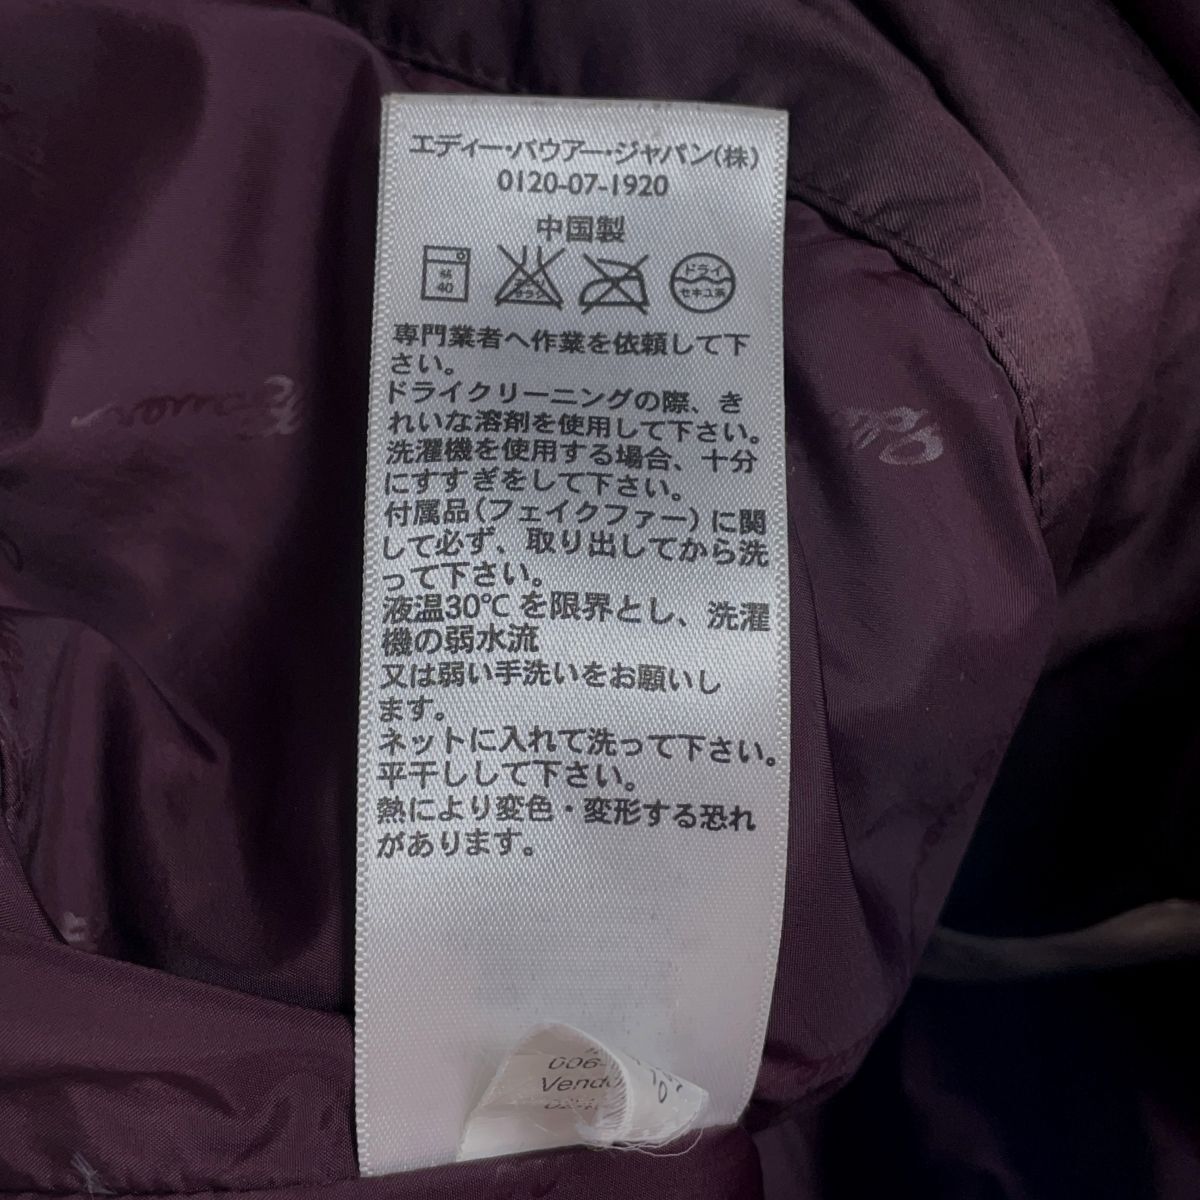 エディー・バウアー・ジャパン(株)
0120-07-1920
中国製
弱
40
エンソ
サラシ
ドライ
セキユ系
専門業者へ作業を依頼して下
さい。
ドライクリーニングの際、き
れいな溶剤を使用して下さい。
洗濯機を使用する場合、十分
にすすぎをして下さい。
付属品(フェイクファー)に関
して必ず、取り出してから洗
って下さい。
液温30℃を限界とし、洗濯
機の弱水流
又は弱い手洗いをお願いし
ます。
ネットに入れて洗って下さい。
平干しして下さい。
熱により変色・変形する恐れ
があります。
006-
Vendo